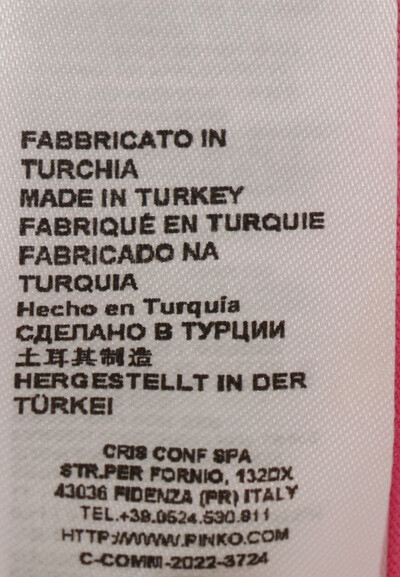 FABBRICATO IN
TURCHIA
MADE IN TURKEY
FABRIQUÉ EN TURQUIE
FABRICADO NA
TURQUIA
Hecho en Turquía
СДЕЛАНО В ТУРЦИИ
土耳其制造
HERGESTELLT IN DER
TÜRKEI
CRIS CONF SPA
STR.PER FORNIO, 132DX
43036 FIDENZA (PR) ITALY
TEL.+39.0524.530.811
HTTP://WWW.PINKO.COM
C-COMMI-2022-3724